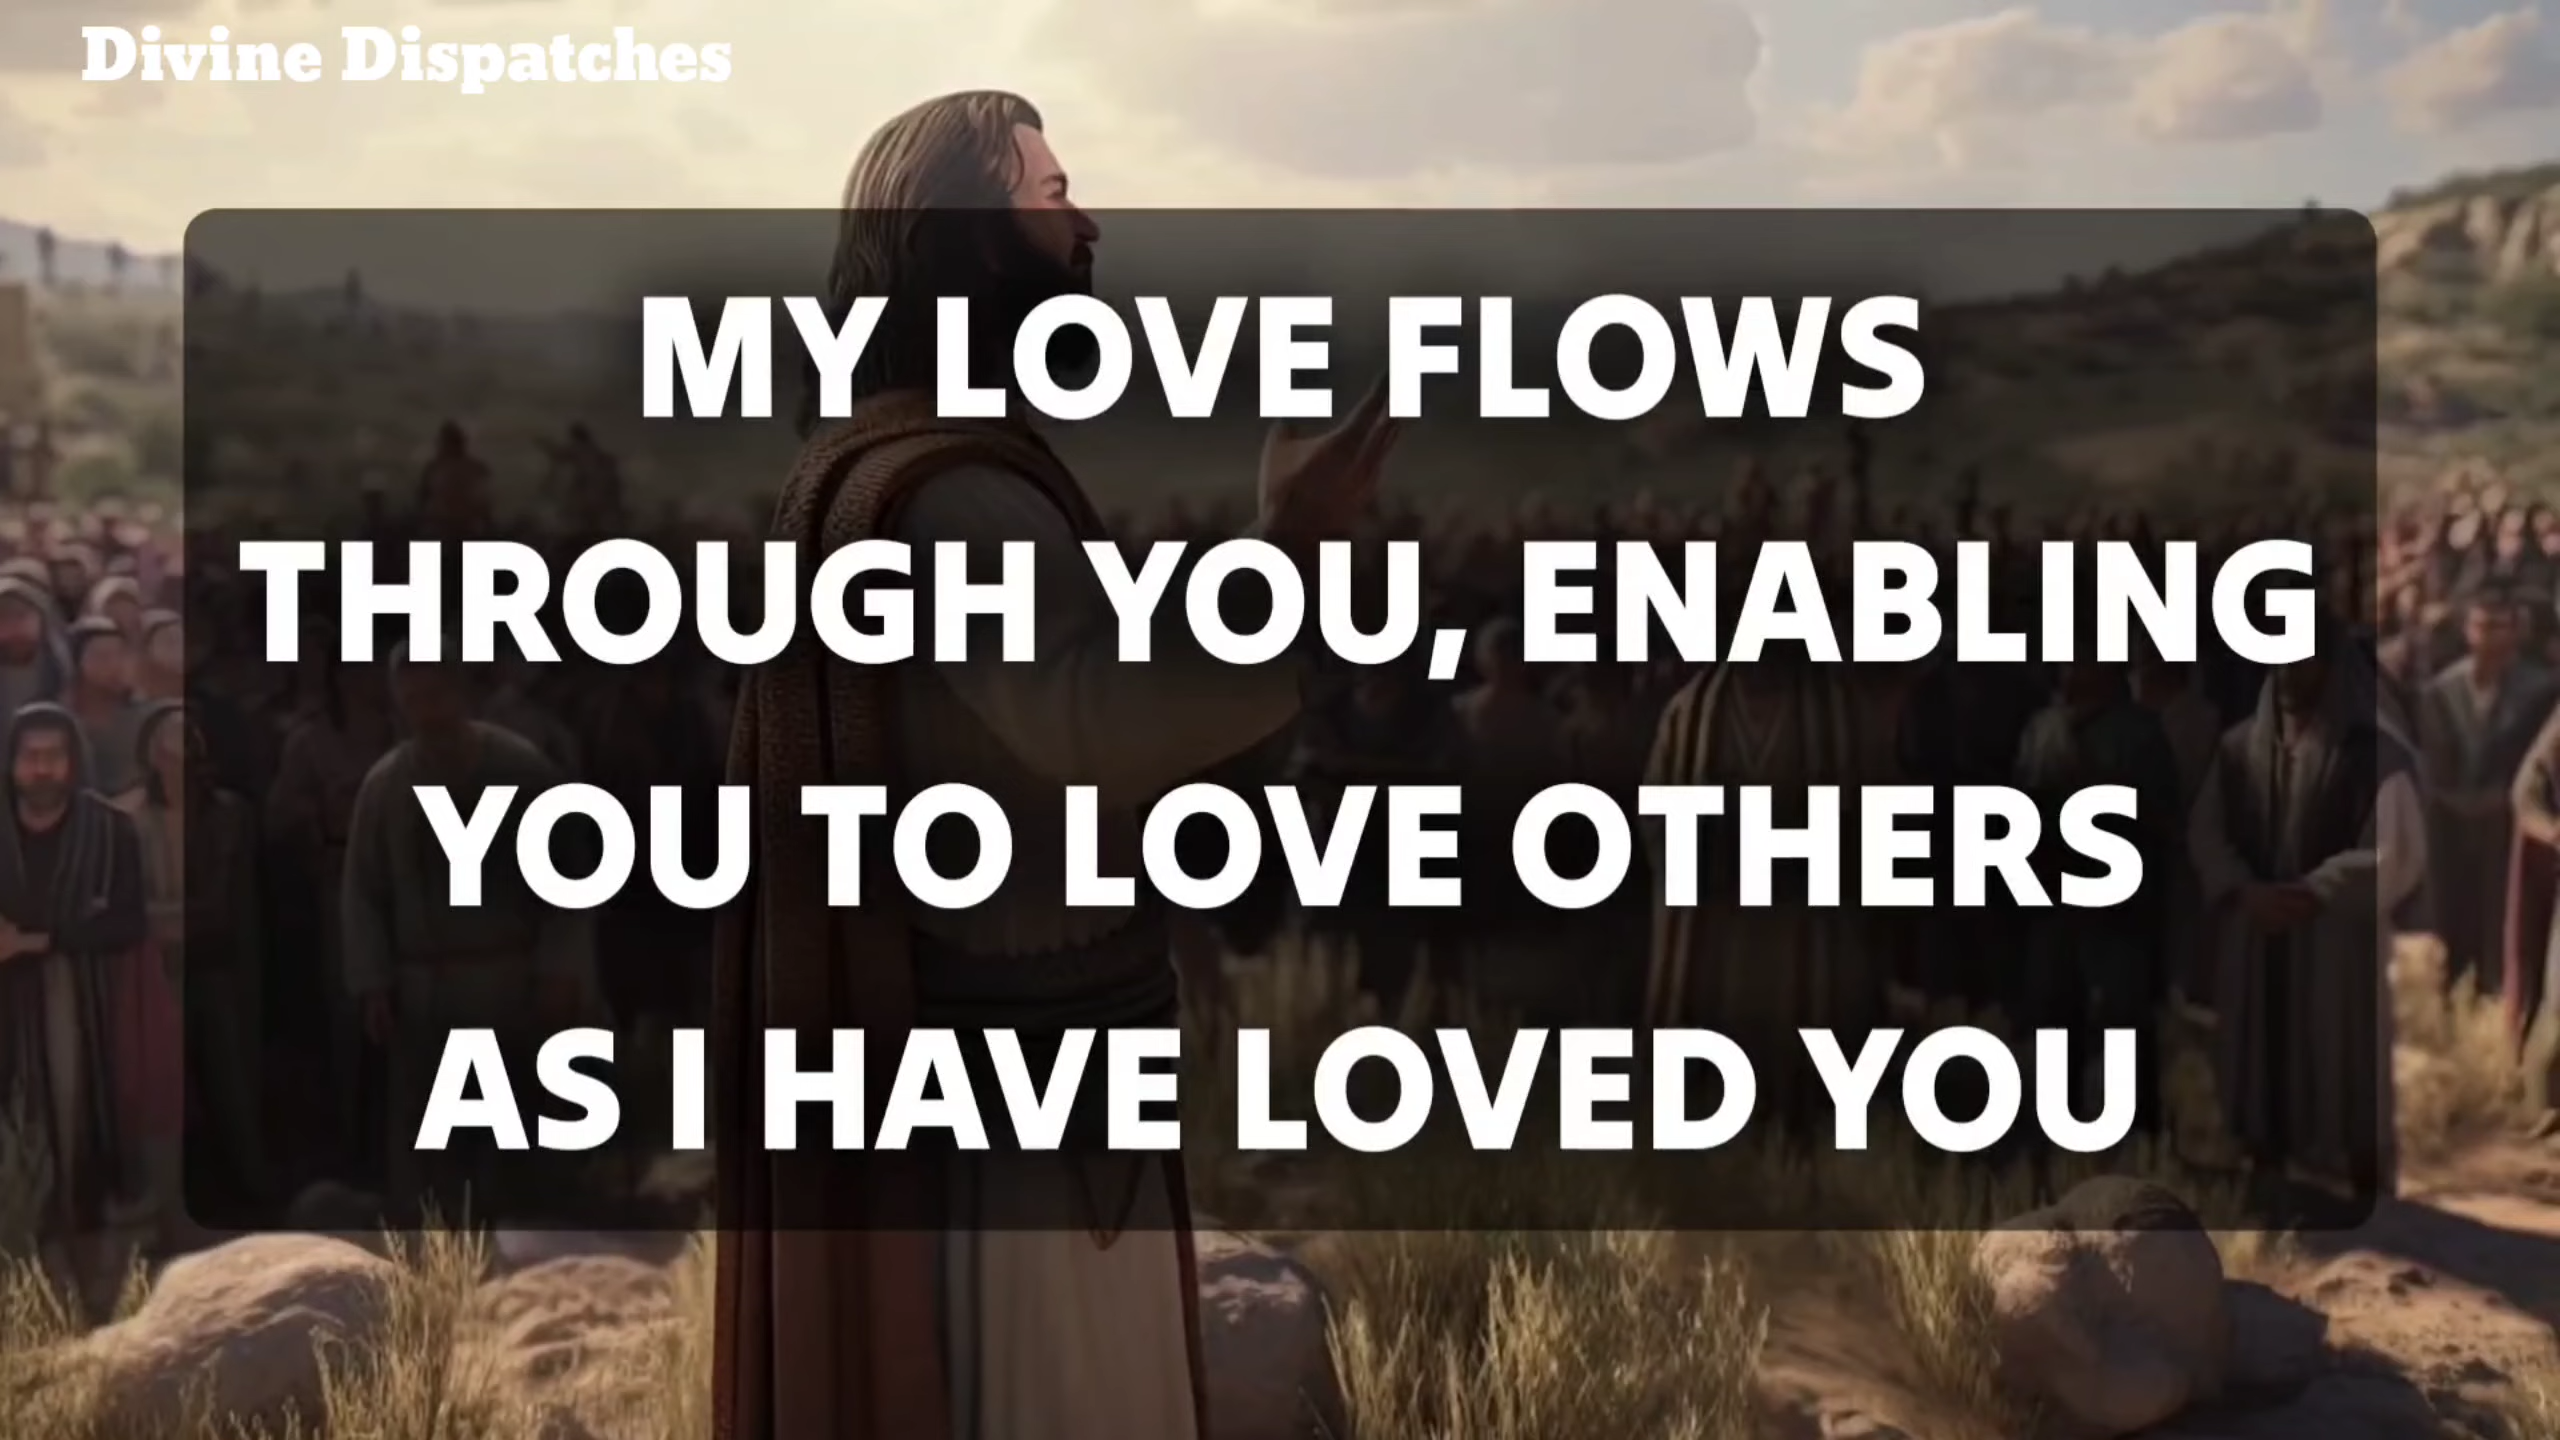 Divine Dispatches
MY LOVE FLOWS
THROUGH YOU, ENABLING
YOU TO LOVE OTHERS
AS I HAVE LOVED YOU